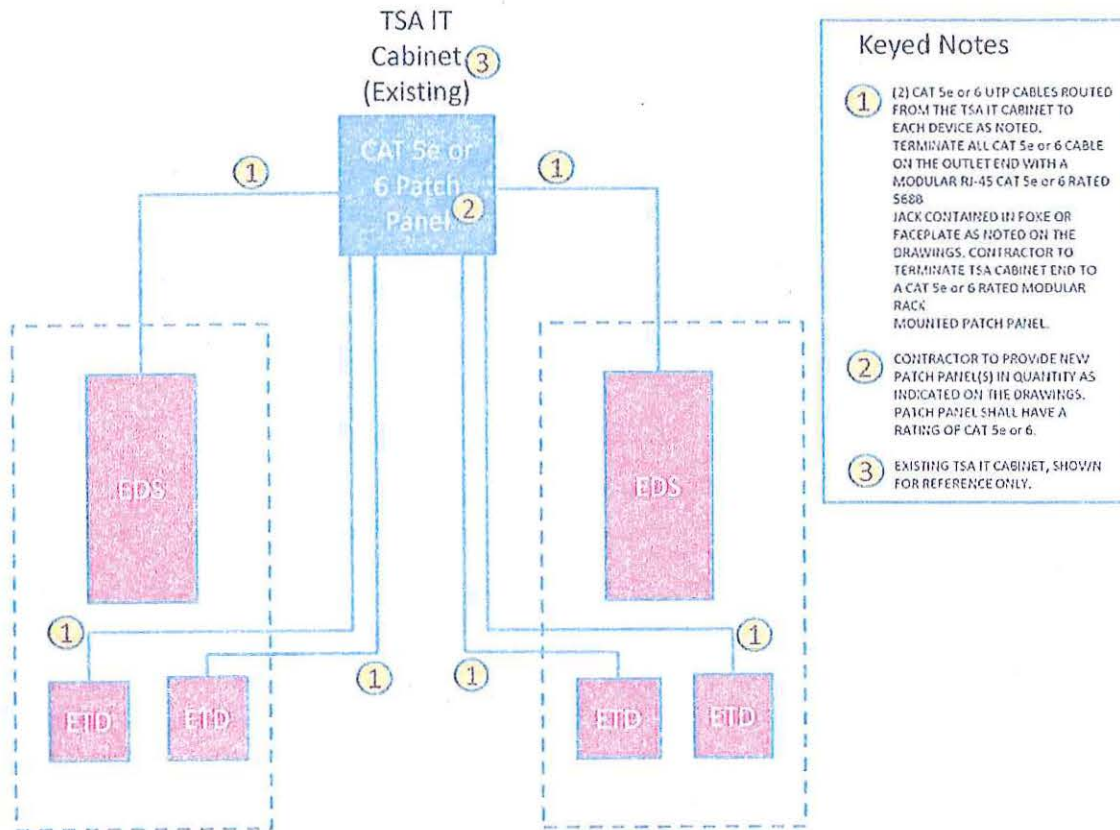 TSA IT
Cabinet
(Existing)
3
CAT 5e or
6 Patch
Panel
2
1
1
EDS
EDS
1
1
1
1
ETD
ETD
ETD
ETD
Keyed Notes
1
(2) CAT 5e or 6 UTP CABLES ROUTED
FROM THE TSA IT CABINET TO
EACH DEVICE AS NOTED.
TERMINATE ALL CAT 5e or 6 CABLE
ON THE OUTLET END WITH A
MODULAR RJ-45 CAT 5e or 6 RATED
568B
JACK CONTAINED IN FOKE OR
FACEPLATE AS NOTED ON THE
DRAWINGS. CONTRACTOR TO
TERMINATE TSA CABINET END TO
A CAT 5e or 6 RATED MODULAR
RACK
MOUNTED PATCH PANEL.
2
CONTRACTOR TO PROVIDE NEW
PATCH PANEL(S) IN QUANTITY AS
INDICATED ON THE DRAWINGS.
PATCH PANEL SHALL HAVE A
RATING OF CAT 5e or 6.
3
EXISTING TSA IT CABINET, SHOWN
FOR REFERENCE ONLY.